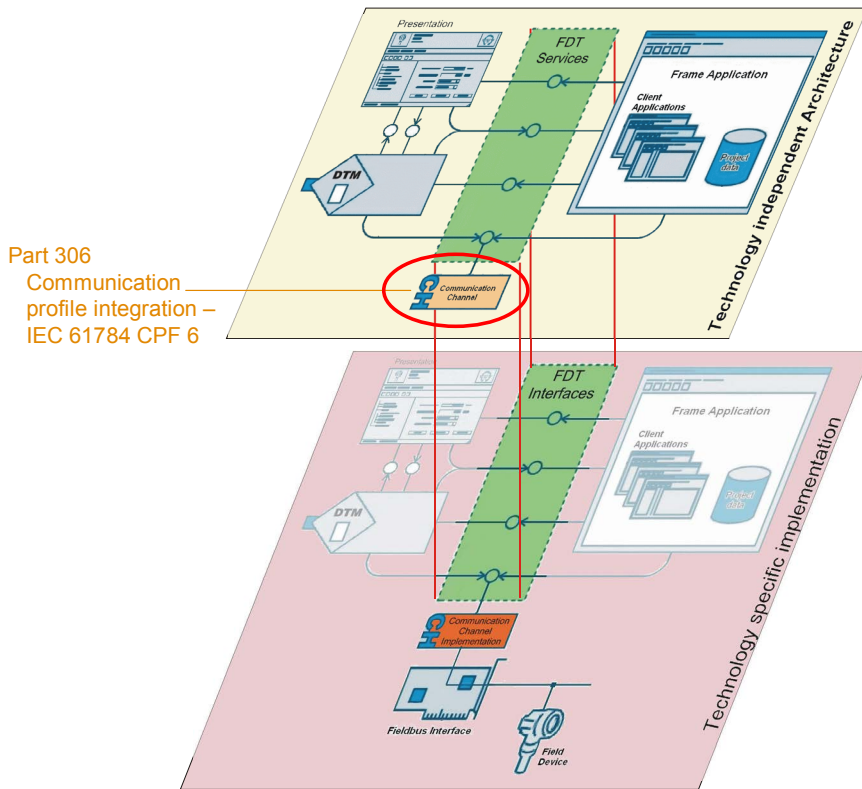 Presentation
FDT
Services
Frame Application
Client
Applications
Project
data
DTM
Technology independent Architecture
Part 306
Communication
profile integration –
IEC 61784 CPF 6
CH
Communication
Channel
Presentation
FDT
Interfaces
Frame Application
Client
Applications
Project
data
DTM
Technology specific implementation
CH
Communication
Channel
Implementation
Fieldbus Interface
Field
Device